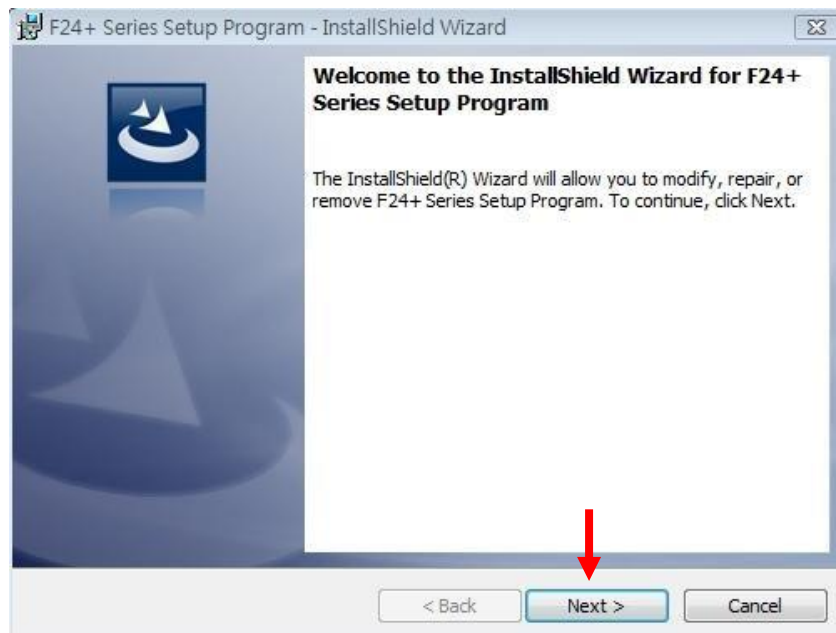 F24+ Series Setup Program - InstallShield Wizard
Welcome to the InstallShield Wizard for F24+
Series Setup Program
The InstallShield(R) Wizard will allow you to modify, repair, or
remove F24+ Series Setup Program. To continue, click Next.
< Back
Next >
Cancel